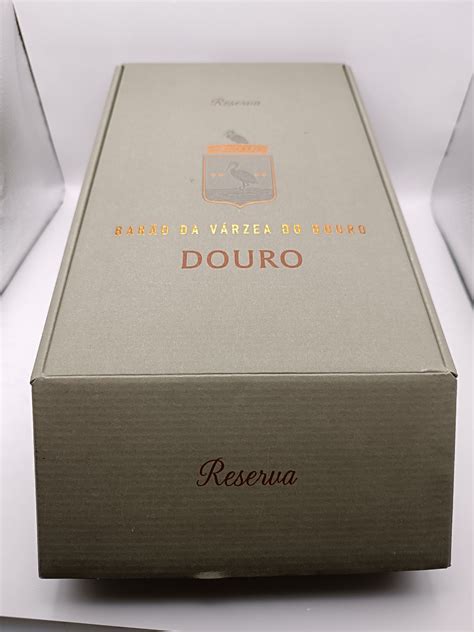 Reserva
BARÃO DA VÁRZEA DO DOURO
DOURO
Reserva